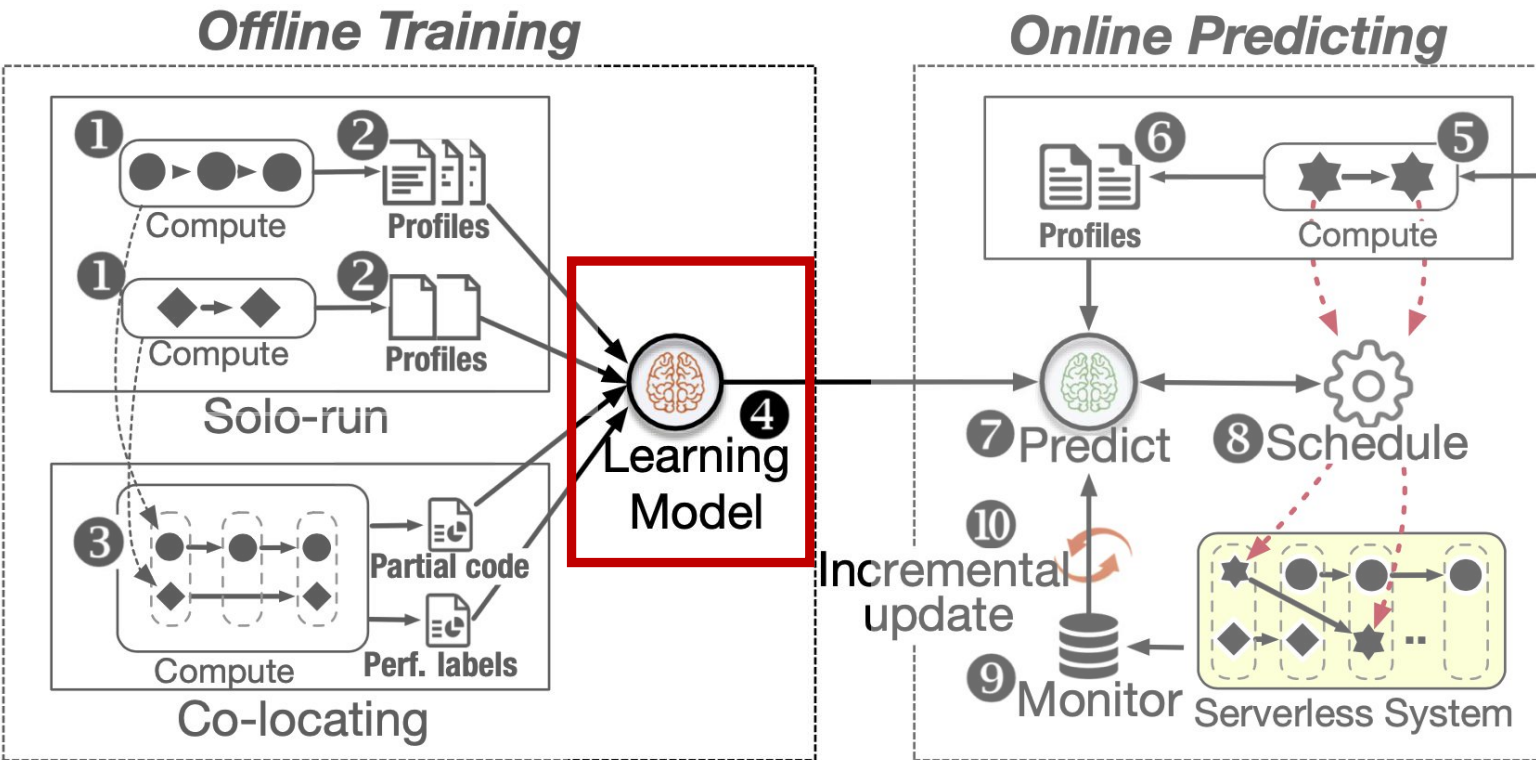 Offline Training
Online Predicting
1
2
Compute
Profiles
1
2
Compute
Profiles
Solo-run
3
Compute
Partial code
Perf. labels
Co-locating
4
Learning
Model
6
5
Profiles
Compute
7 Predict
8 Schedule
10
Incremental
update
9 Monitor
..
Serverless System